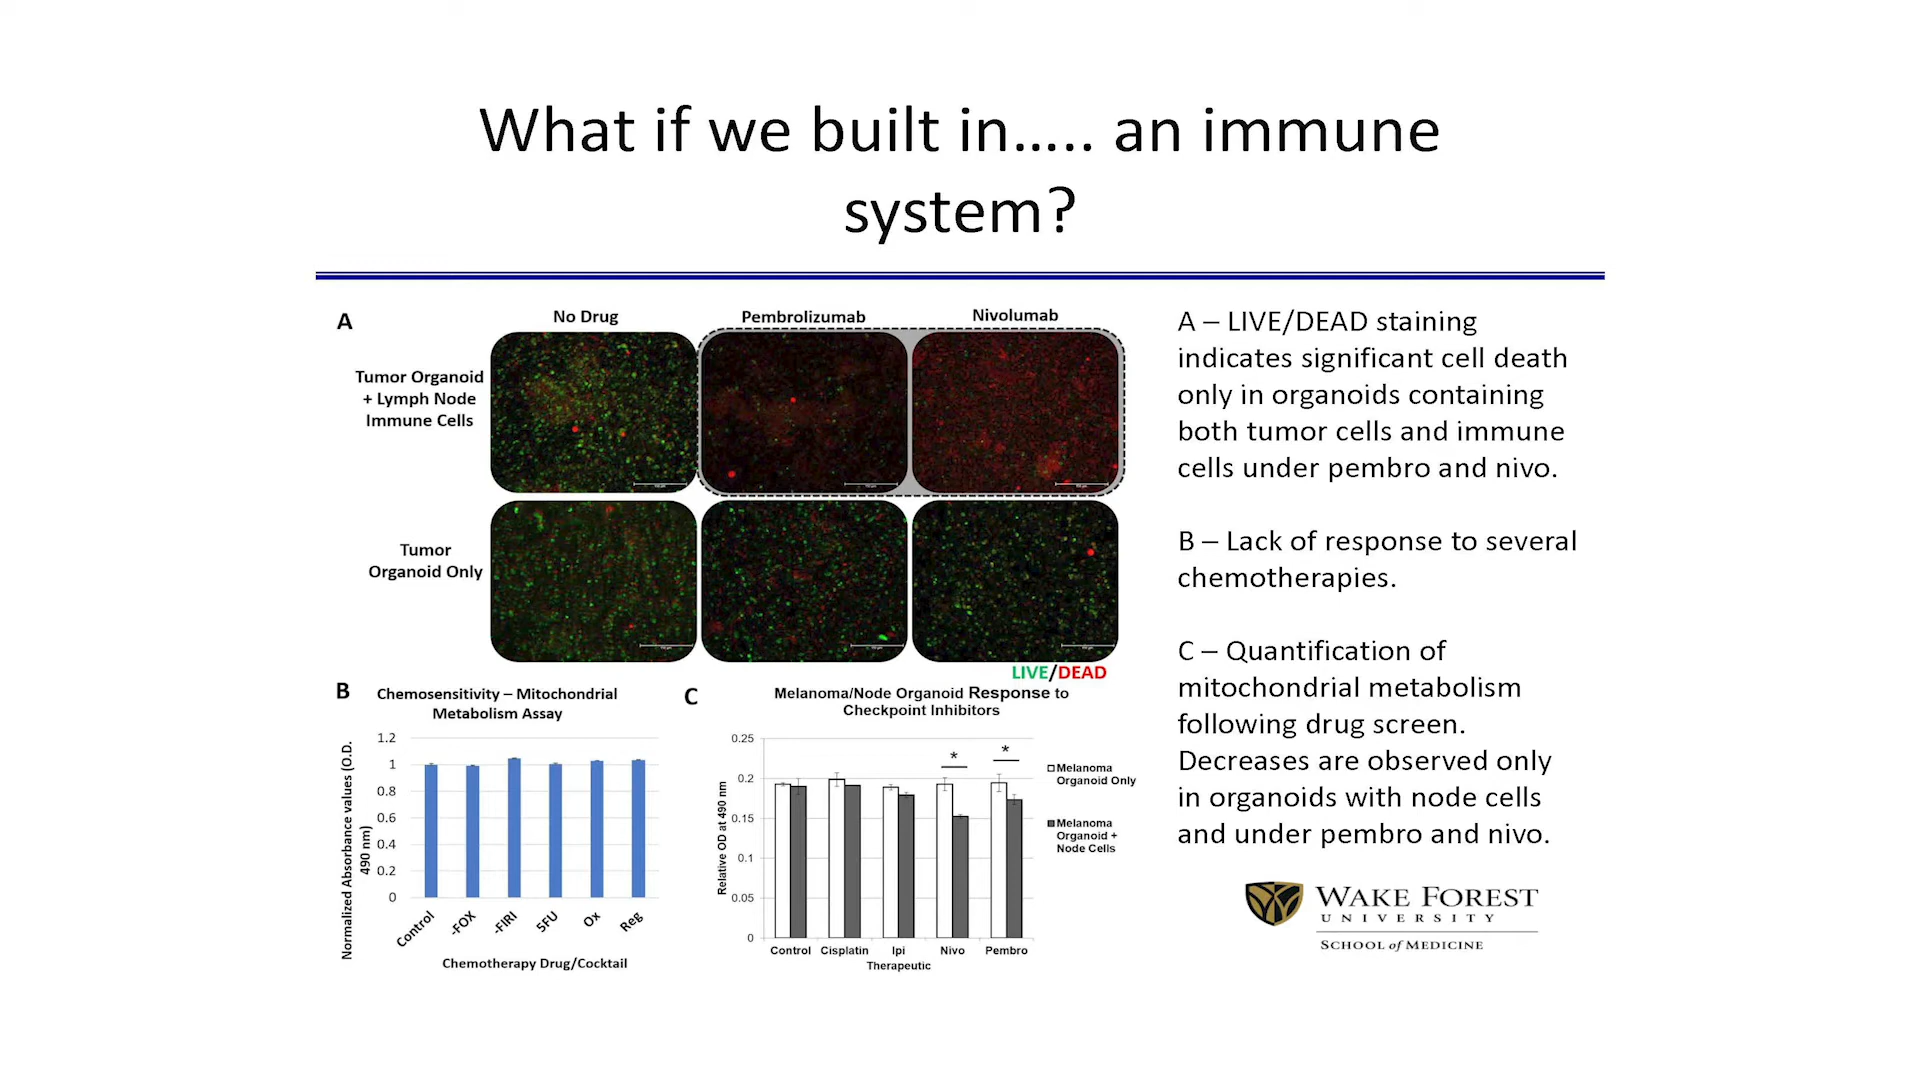 What if we built in….. an immune
system?
A
No Drug
Pembrolizumab
Nivolumab
Tumor Organoid
+ Lymph Node
Immune Cells
Tumor
Organoid Only
LIVE/DEAD
A – LIVE/DEAD staining
indicates significant cell death
only in organoids containing
both tumor cells and immune
cells under pembro and nivo.
B – Lack of response to several
chemotherapies.
C – Quantification of
mitochondrial metabolism
following drug screen.
Decreases are observed only
in organoids with node cells
and under pembro and nivo.
B
Chemosensitivity – Mitochondrial
Metabolism Assay
Normalized Absorbance values (O.D.
490 nm)
1.2
1
0.8
0.6
0.4
0.2
0
Control
-FOX
-FIRI
5FU
Ox
Reg
Chemotherapy Drug/Cocktail
C
Melanoma/Node Organoid Response to
Checkpoint Inhibitors
Relative OD at 490 nm
0.25
0.2
0.15
0.1
0.05
0
*
*
Control
Cisplatin
Ipi
Nivo
Pembro
Therapeutic
Melanoma
Organoid Only
Melanoma
Organoid +
Node Cells
WAKE FOREST
UNIVERSITY
SCHOOL of MEDICINE